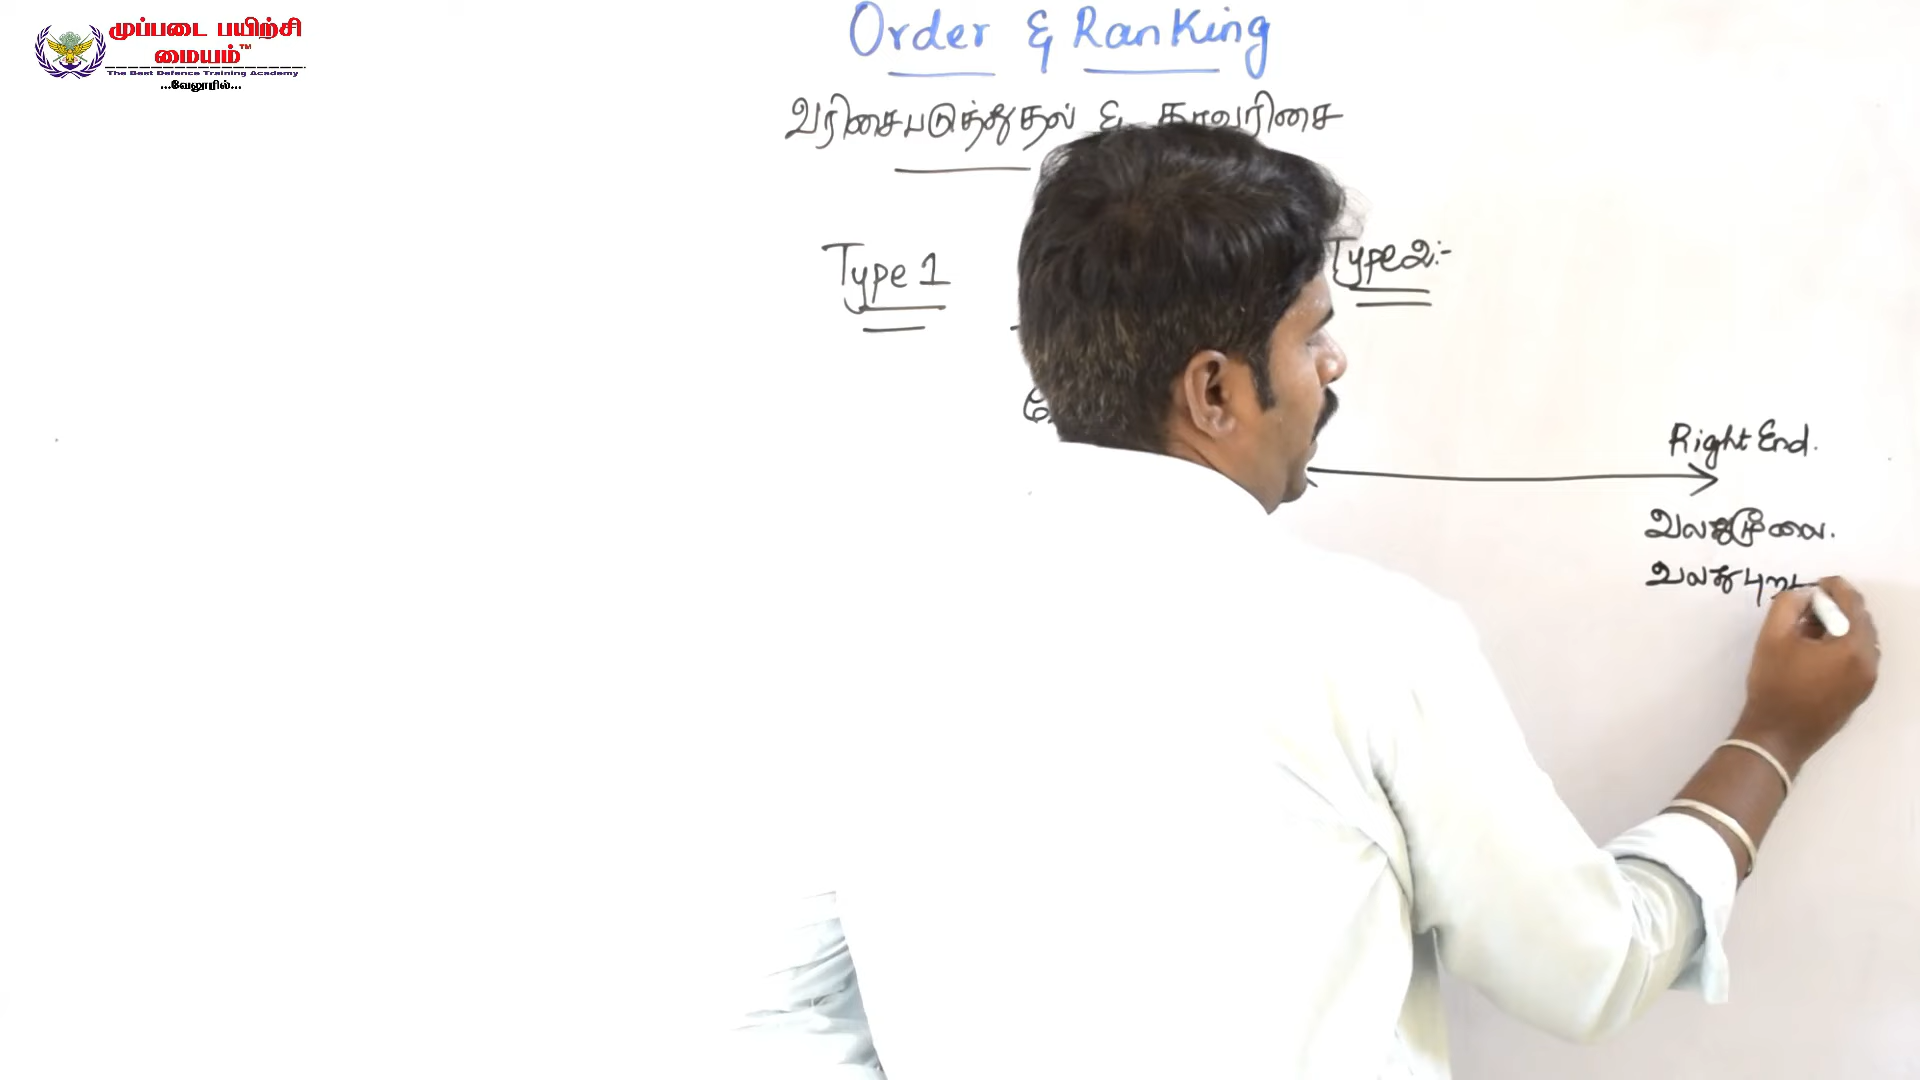 முப்படை பயிற்சி
மையம்™
The Best Defence Training Academy
...வேலூரில்...
Order & Ranking
வரிசைபடுத்துதல் & தரவரிசை
Type 1
Type 2:-
Right End.
வலதுமூலை.